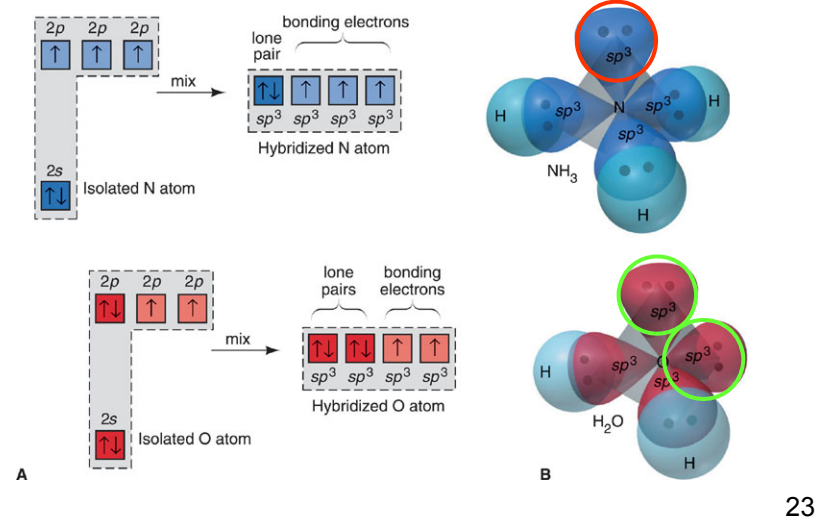 2p 2p 2p
↑ ↑ ↑
2s
↑↓
Isolated N atom
mix
bonding electrons
lone
pair
↑↓ ↑ ↑ ↑
sp³ sp³ sp³ sp³
Hybridized N atom
sp³
H
sp³
N
sp³
H
sp³
NH₃
H
2p 2p 2p
↑↓ ↑ ↑
2s
↑↓
Isolated O atom
mix
lone
pairs
bonding
electrons
↑↓ ↑↓ ↑ ↑
sp³ sp³ sp³ sp³
Hybridized O atom
sp³
H
sp³
O
sp³
sp³
H₂O
H
A
B
23